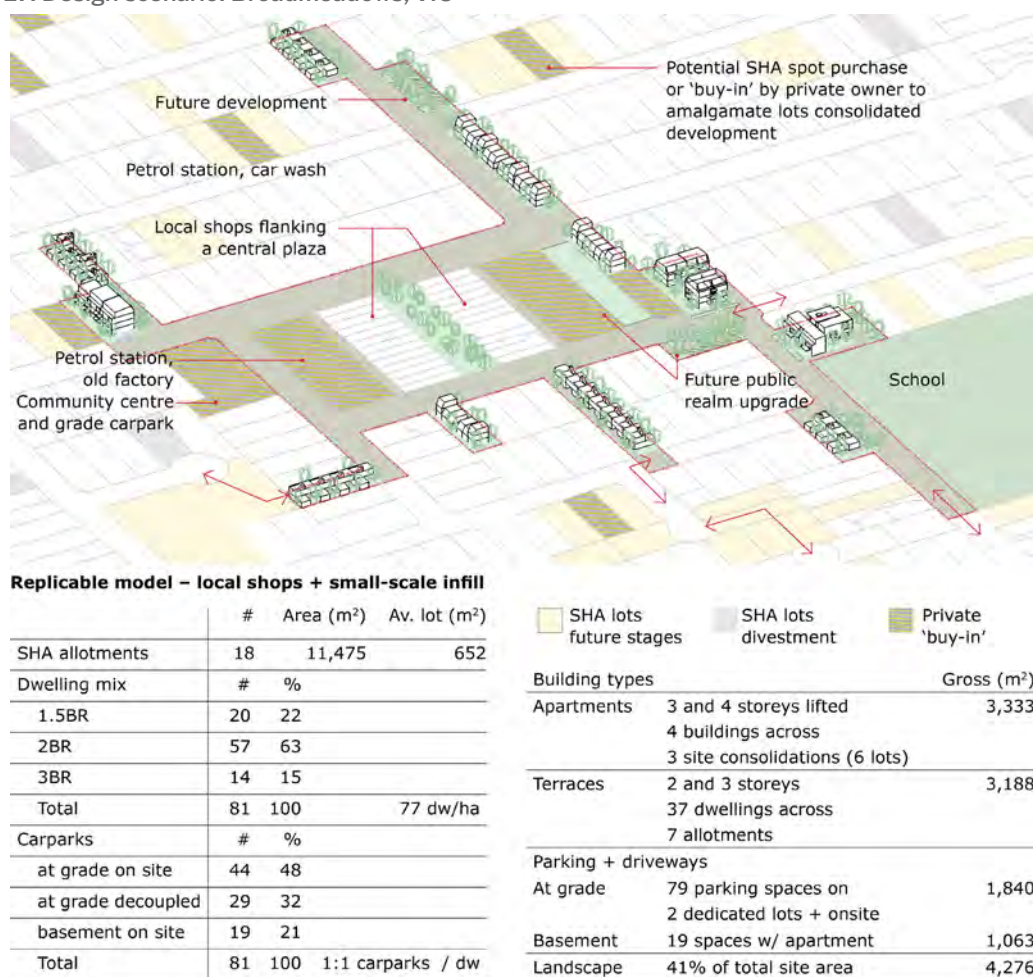 Future development
Potential SHA spot purchase
or ‘buy-in’ by private owner to
amalgamate lots consolidated
development
Petrol station, car wash
Local shops flanking
a central plaza
Petrol station,
old factory
Community centre
and grade carpark
Future public
realm upgrade
School
Replicable model – local shops + small-scale infill
# Area (m²) Av. lot (m²)
SHA allotments 18 11,475 652
Dwelling mix # %
1.5BR 20 22
2BR 57 63
3BR 14 15
Total 81 100 77 dw/ha
Carparks # %
at grade on site 44 48
at grade decoupled 29 32
basement on site 19 21
Total 81 100 1:1 carparks / dw
SHA lots
future stages
SHA lots
divestment
Private
‘buy-in’
Building types Gross (m²)
Apartments 3 and 4 storeys lifted 3,333
4 buildings across
3 site consolidations (6 lots)
Terraces 2 and 3 storeys 3,188
37 dwellings across
7 allotments
Parking + driveways
At grade 79 parking spaces on 1,840
2 dedicated lots + onsite
Basement 19 spaces w/ apartment 1,063
Landscape 41% of total site area 4,276